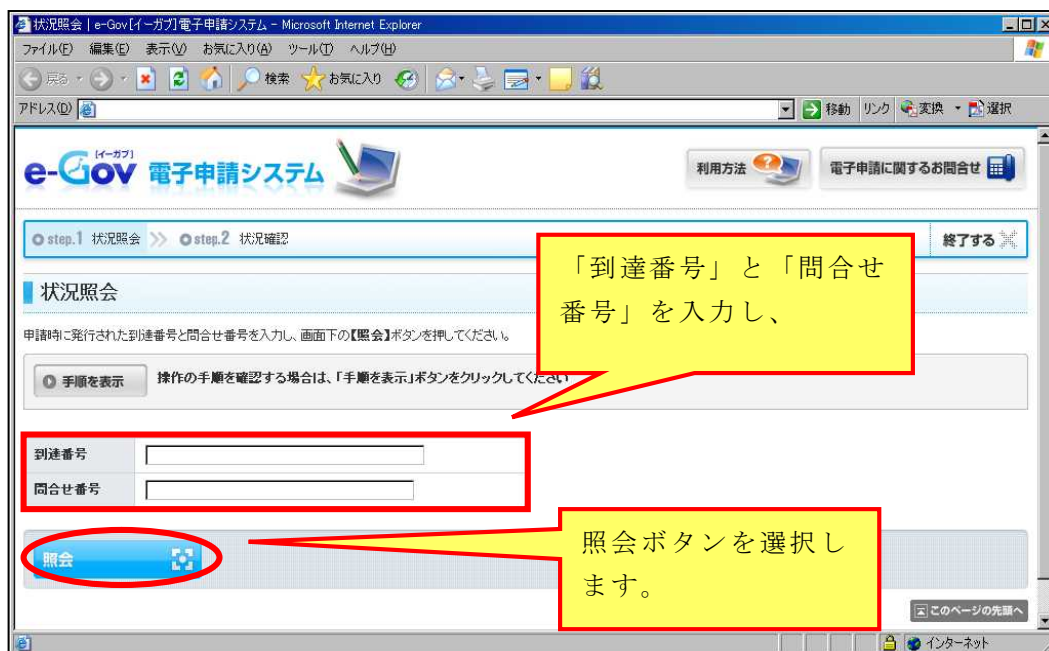 状況照会 | e-Gov[イーガブ]電子申請システム - Microsoft Internet Explorer
ファイル(F) 編集(E) 表示(V) お気に入り(A) ツール(T) ヘルプ(H)
戻る 検索 お気に入り
アドレス(D) 移動 リンク 変換 選択
[イーガブ]
e-Gov 電子申請システム 利用方法 電子申請に関するお問合せ
step.1 状況照会 step.2 状況確認 終了する
「到達番号」と「問合せ
番号」を入力し、
状況照会
申請時に発行された到達番号と問合せ番号を入力し、画面下の【照会】ボタンを押してください。
手順を表示 操作の手順を確認する場合は、「手順を表示」ボタンをクリックしてください
到達番号
問合せ番号
照会
照会ボタンを選択し
ます。
このページの先頭へ
インターネット